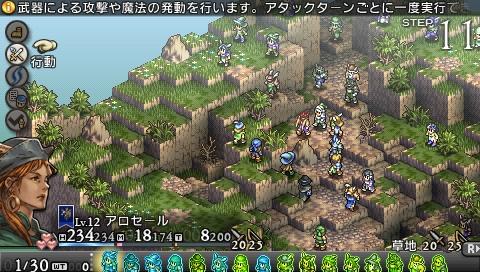 武器による攻撃や魔法の発動を行います。アタックターンごとに一度実行で
STEP
11
行動
Lv.12 アロセール
H 234/234 M 18/174 T 8/200
20 25
草地 20 25
1/30 WT 0
R